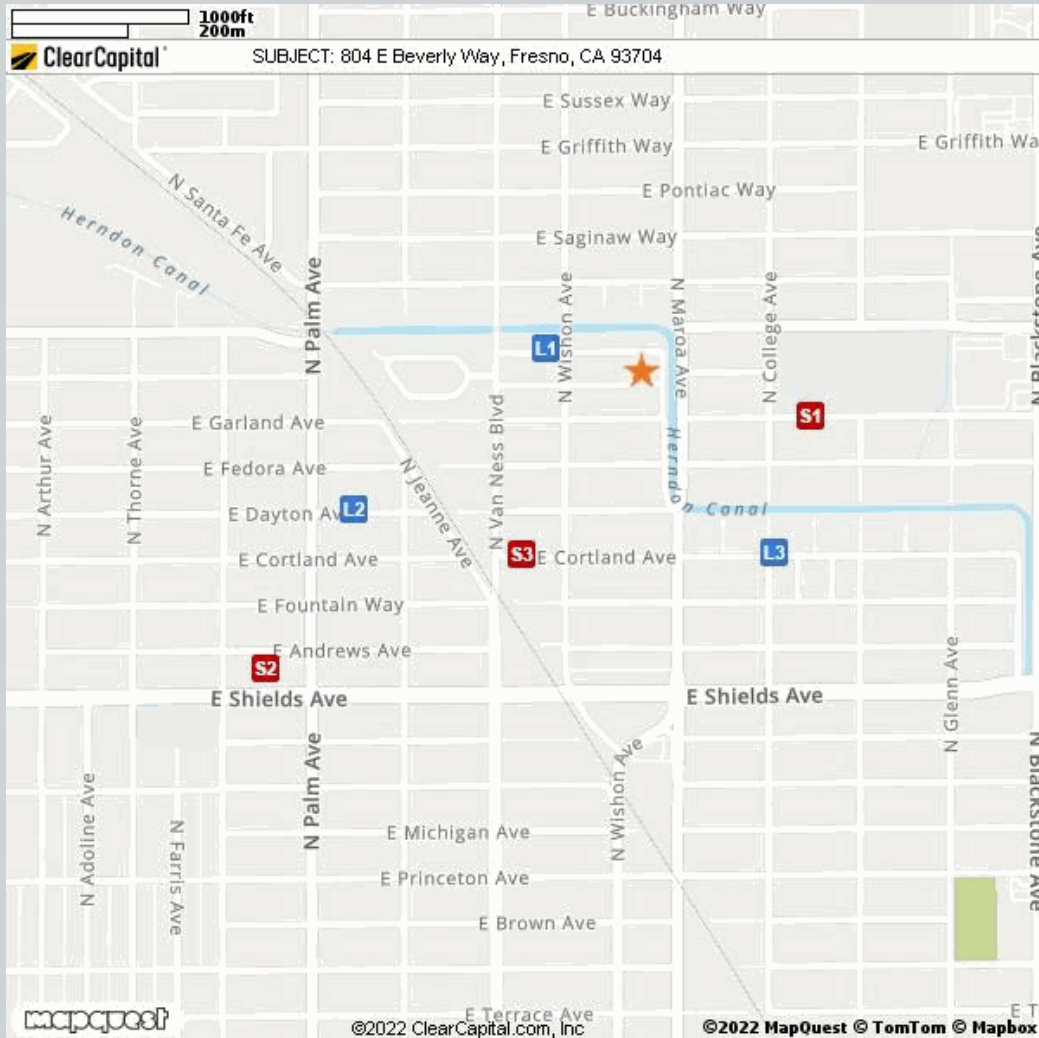 E Buckingham Way
1000ft
200m
ClearCapital
SUBJECT: 804 E Beverly Way, Fresno, CA 93704
E Sussex Way
E Griffith Way
E Griffith Wa
E Pontiac Way
N Santa Fe Ave
Herndon Canal
E Saginaw Way
N Palm Ave
N Wishon Ave
N Maroa Ave
N College Ave
N Blackstone Ave
L1
S1
N Arthur Ave
N Thorne Ave
E Garland Ave
N Van Ness Blvd
E Fedora Ave
N Jeanne Ave
Herndon Canal
E Dayton Av
L2
E Cortland Ave
S3
E Cortland Ave
L3
E Fountain Way
E Andrews Ave
S2
E Shields Ave
E Shields Ave
N Glenn Ave
N Adoline Ave
N Farris Ave
N Palm Ave
N Wishon Ave
N Blackstone Ave
E Michigan Ave
E Princeton Ave
E Brown Ave
E Terrace Ave
E T
mapquest
©2022 ClearCapital.com, Inc
©2022 MapQuest © TomTom © Mapbox